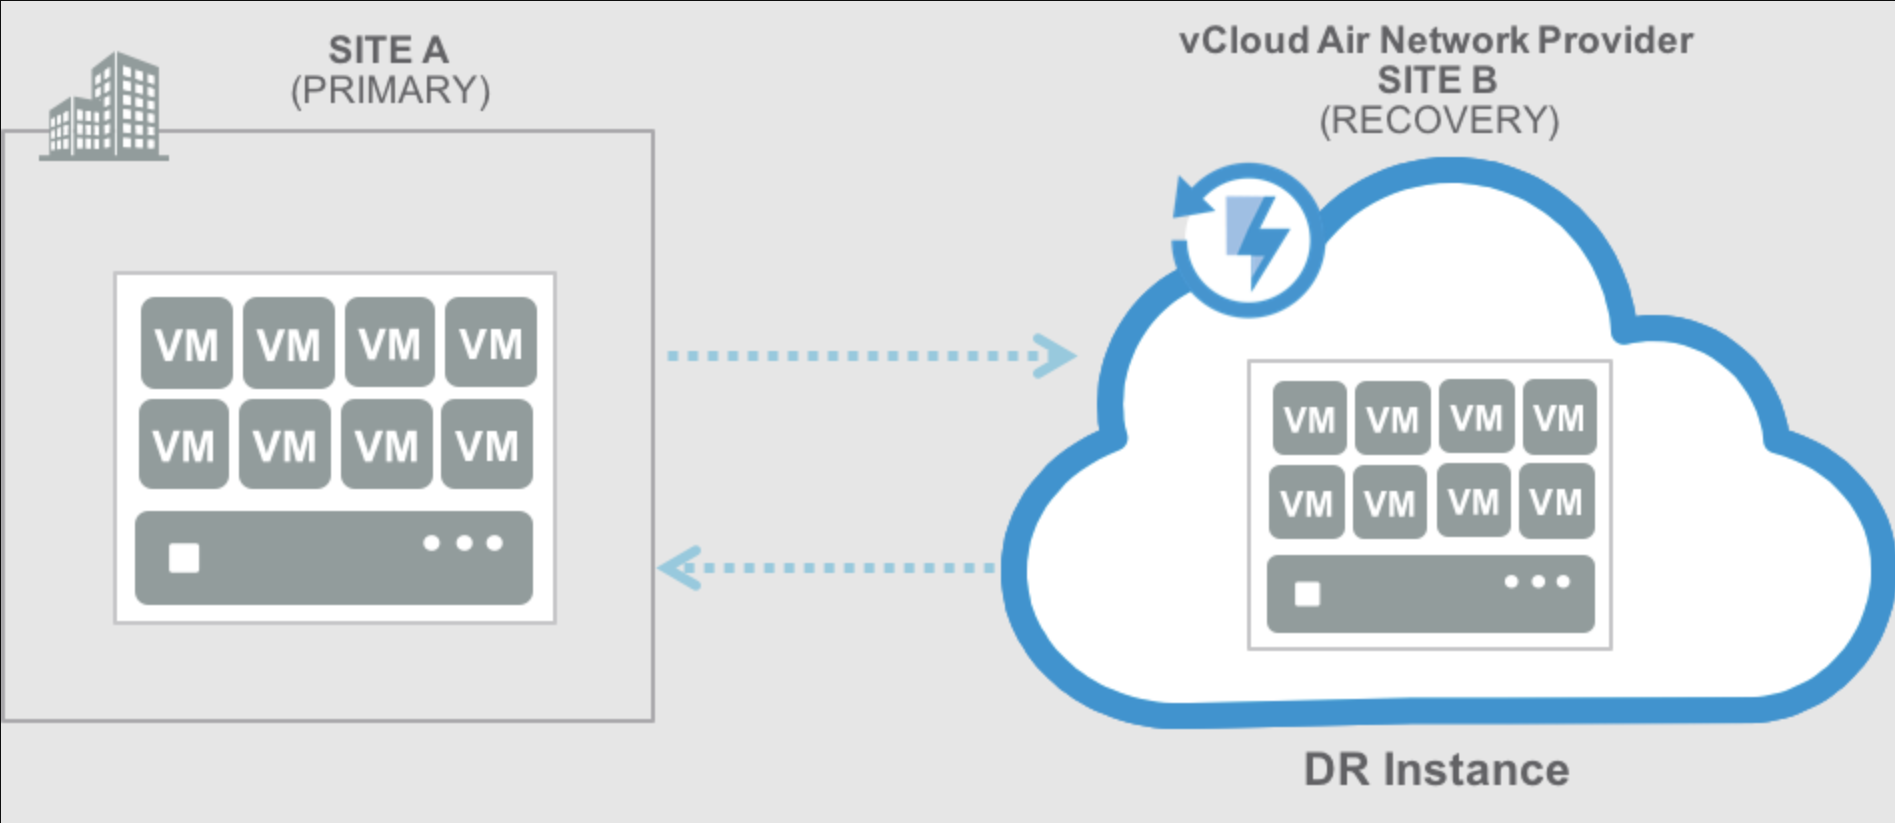 SITE A
(PRIMARY)
vCloud Air Network Provider
SITE B
(RECOVERY)
VM VM VM VM
VM VM VM VM
VM VM VM VM
VM VM VM VM
DR Instance